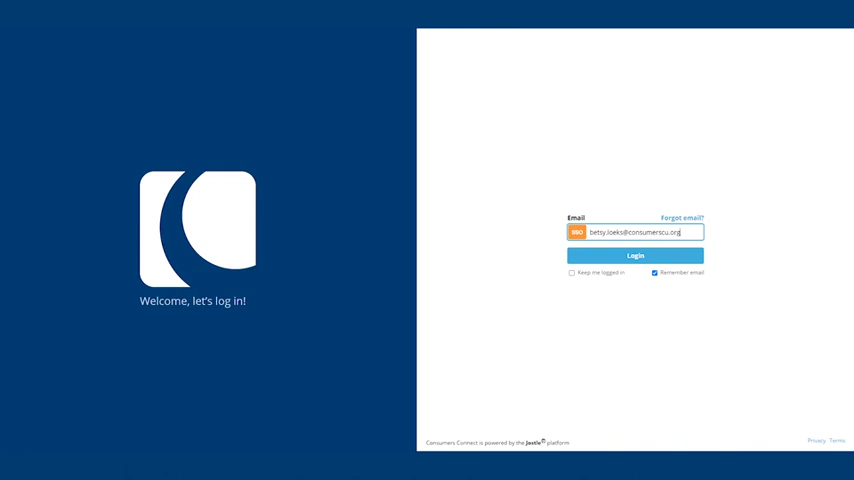 Welcome, let's log in!
Email
Forgot email?
SSO
betsy.loeks@consumerscu.org
Login
Keep me logged in
Remember email
Consumers Connect is powered by the Jostle© platform
Privacy Terms